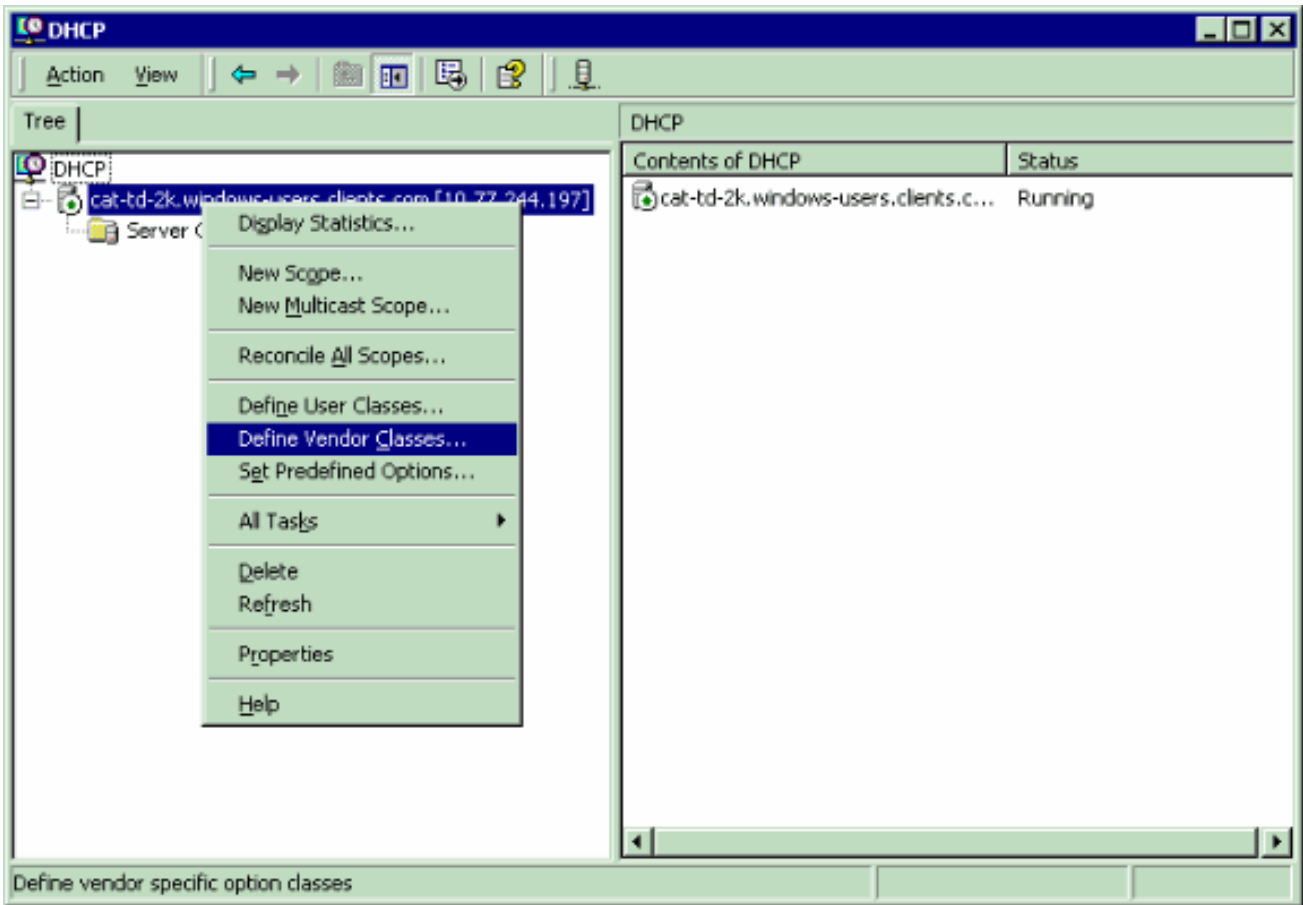 DHCP
Action View
Tree
DHCP
cat-td-2k.windows-users.clients.com [10.77.244.197]
Server
Display Statistics...
New Scope...
New Multicast Scope...
Reconcile All Scopes...
Define User Classes...
Define Vendor Classes...
Set Predefined Options...
All Tasks
Delete
Refresh
Properties
Help
DHCP
Contents of DHCP Status
cat-td-2k.windows-users.clients.c... Running
Define vendor specific option classes